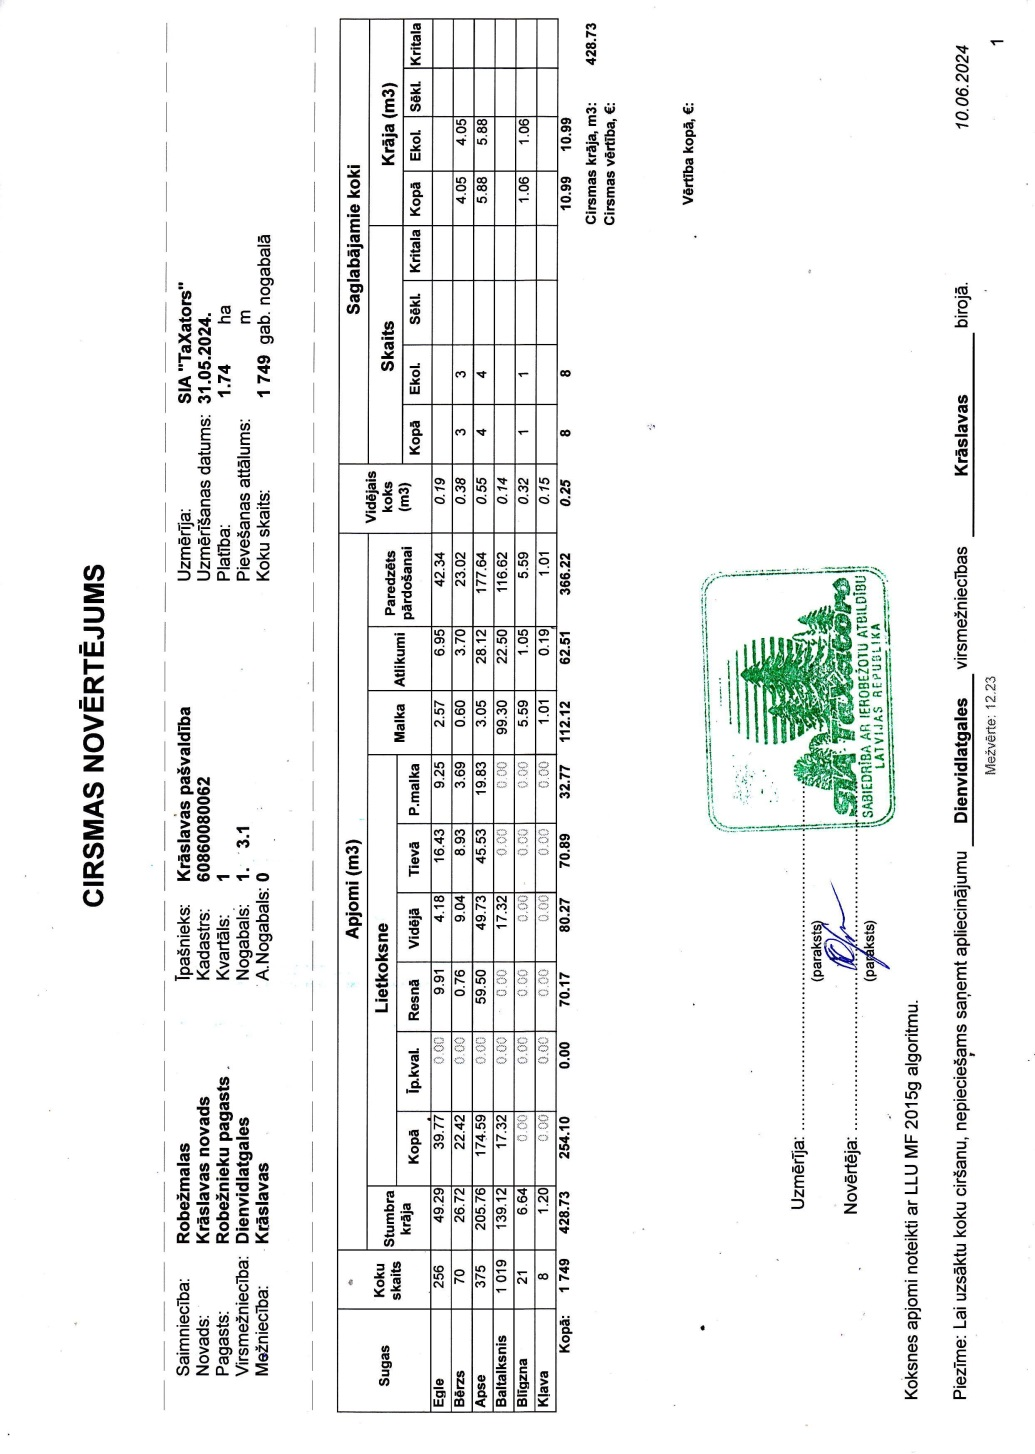 CIRSMAS NOVĒRTĒJUMS
Saimniecība: Robežmalas Īpašnieks: Krāslavas pašvaldība Uzmērīja: SIA "TaXators"
Novads: Krāslavas novads Kadastrs: 60860080062 Uzmērīšanas datums: 31.05.2024.
Pagasts: Robežnieku pagasts Kvartāls: 1 Platība: 1.74 ha
Virsmežniecība: Dienvidlatgales Nogabals: 1. 3.1 Pievešanas attālums: m
Mežniecība: Krāslavas A.Nogabals: 0 Koku skaits: 1 749 gab. nogabalā
Sugas Koku skaits Apjomi (m3) Vidējais koks (m3) Saglabājamie koki
Stumbra krāja Lietkoksne Malka Atlikumi Paredzēts pārdošanai Skaits Krāja (m3)
Kopā Īp.kval. Resnā Vidējā Tievā P.malka Kopā Ekol. Sēkl. Kritala Kopā Ekol. Sēkl. Kritala
Egle 256 49.29 39.77 0.00 9.91 4.18 16.43 9.25 2.57 6.95 42.34 0.19
Bērzs 70 26.72 22.42 0.00 0.76 9.04 8.93 3.69 0.60 3.70 23.02 0.38 3 3 4.05 4.05
Apse 375 205.76 174.59 0.00 59.50 49.73 45.53 19.83 3.05 28.12 177.64 0.55 4 4 5.88 5.88
Baltalksnis 1 019 139.12 17.32 0.00 0.00 17.32 0.00 0.00 99.30 22.50 116.62 0.14
Blīgzna 21 6.64 0.00 0.00 0.00 0.00 0.00 0.00 5.59 1.05 5.59 0.32 1 1 1.06 1.06
Kļava 8 1.20 0.00 0.00 0.00 0.00 0.00 0.00 1.01 0.19 1.01 0.15
Kopā: 1 749 428.73 254.10 0.00 70.17 80.27 70.89 32.77 112.12 62.51 366.22 0.25 8 8 10.99 10.99
Cirsmas krāja, m3: 428.73
Cirsmas vērtība, €:
Vērtība kopā, €:
Uzmērīja:
(paraksts)
Novērtēja:
(paraksts)
SIA TaXators
SABIEDRĪBA AR IEROBEŽOTU ATBILDĪBU
LATVIJAS REPUBLIKA
Koksnes apjomi noteikti ar LLU MF 2015g algoritmu.
Piezīme: Lai uzsāktu koku ciršanu, nepieciešams saņemt apliecinājumu Dienvidlatgales virsmežniecības Krāslavas birojā. 10.06.2024
Mežvērte: 12.23
1